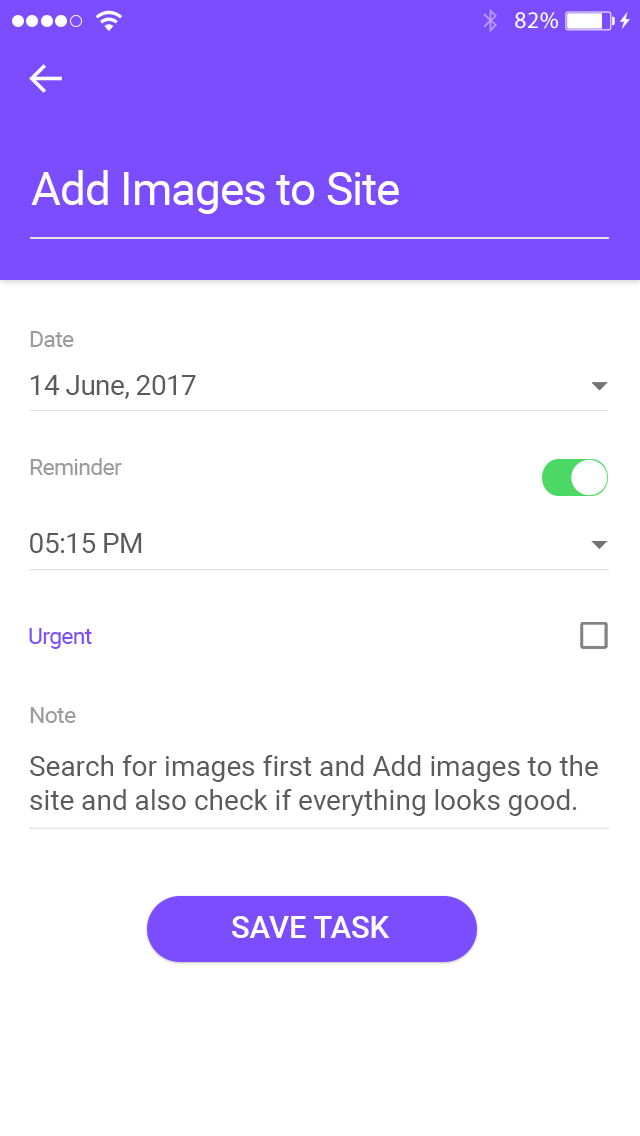 82%
Add Images to Site
Date
14 June, 2017
Reminder
05:15 PM
Urgent
Note
Search for images first and Add images to the
site and also check if everything looks good.
SAVE TASK